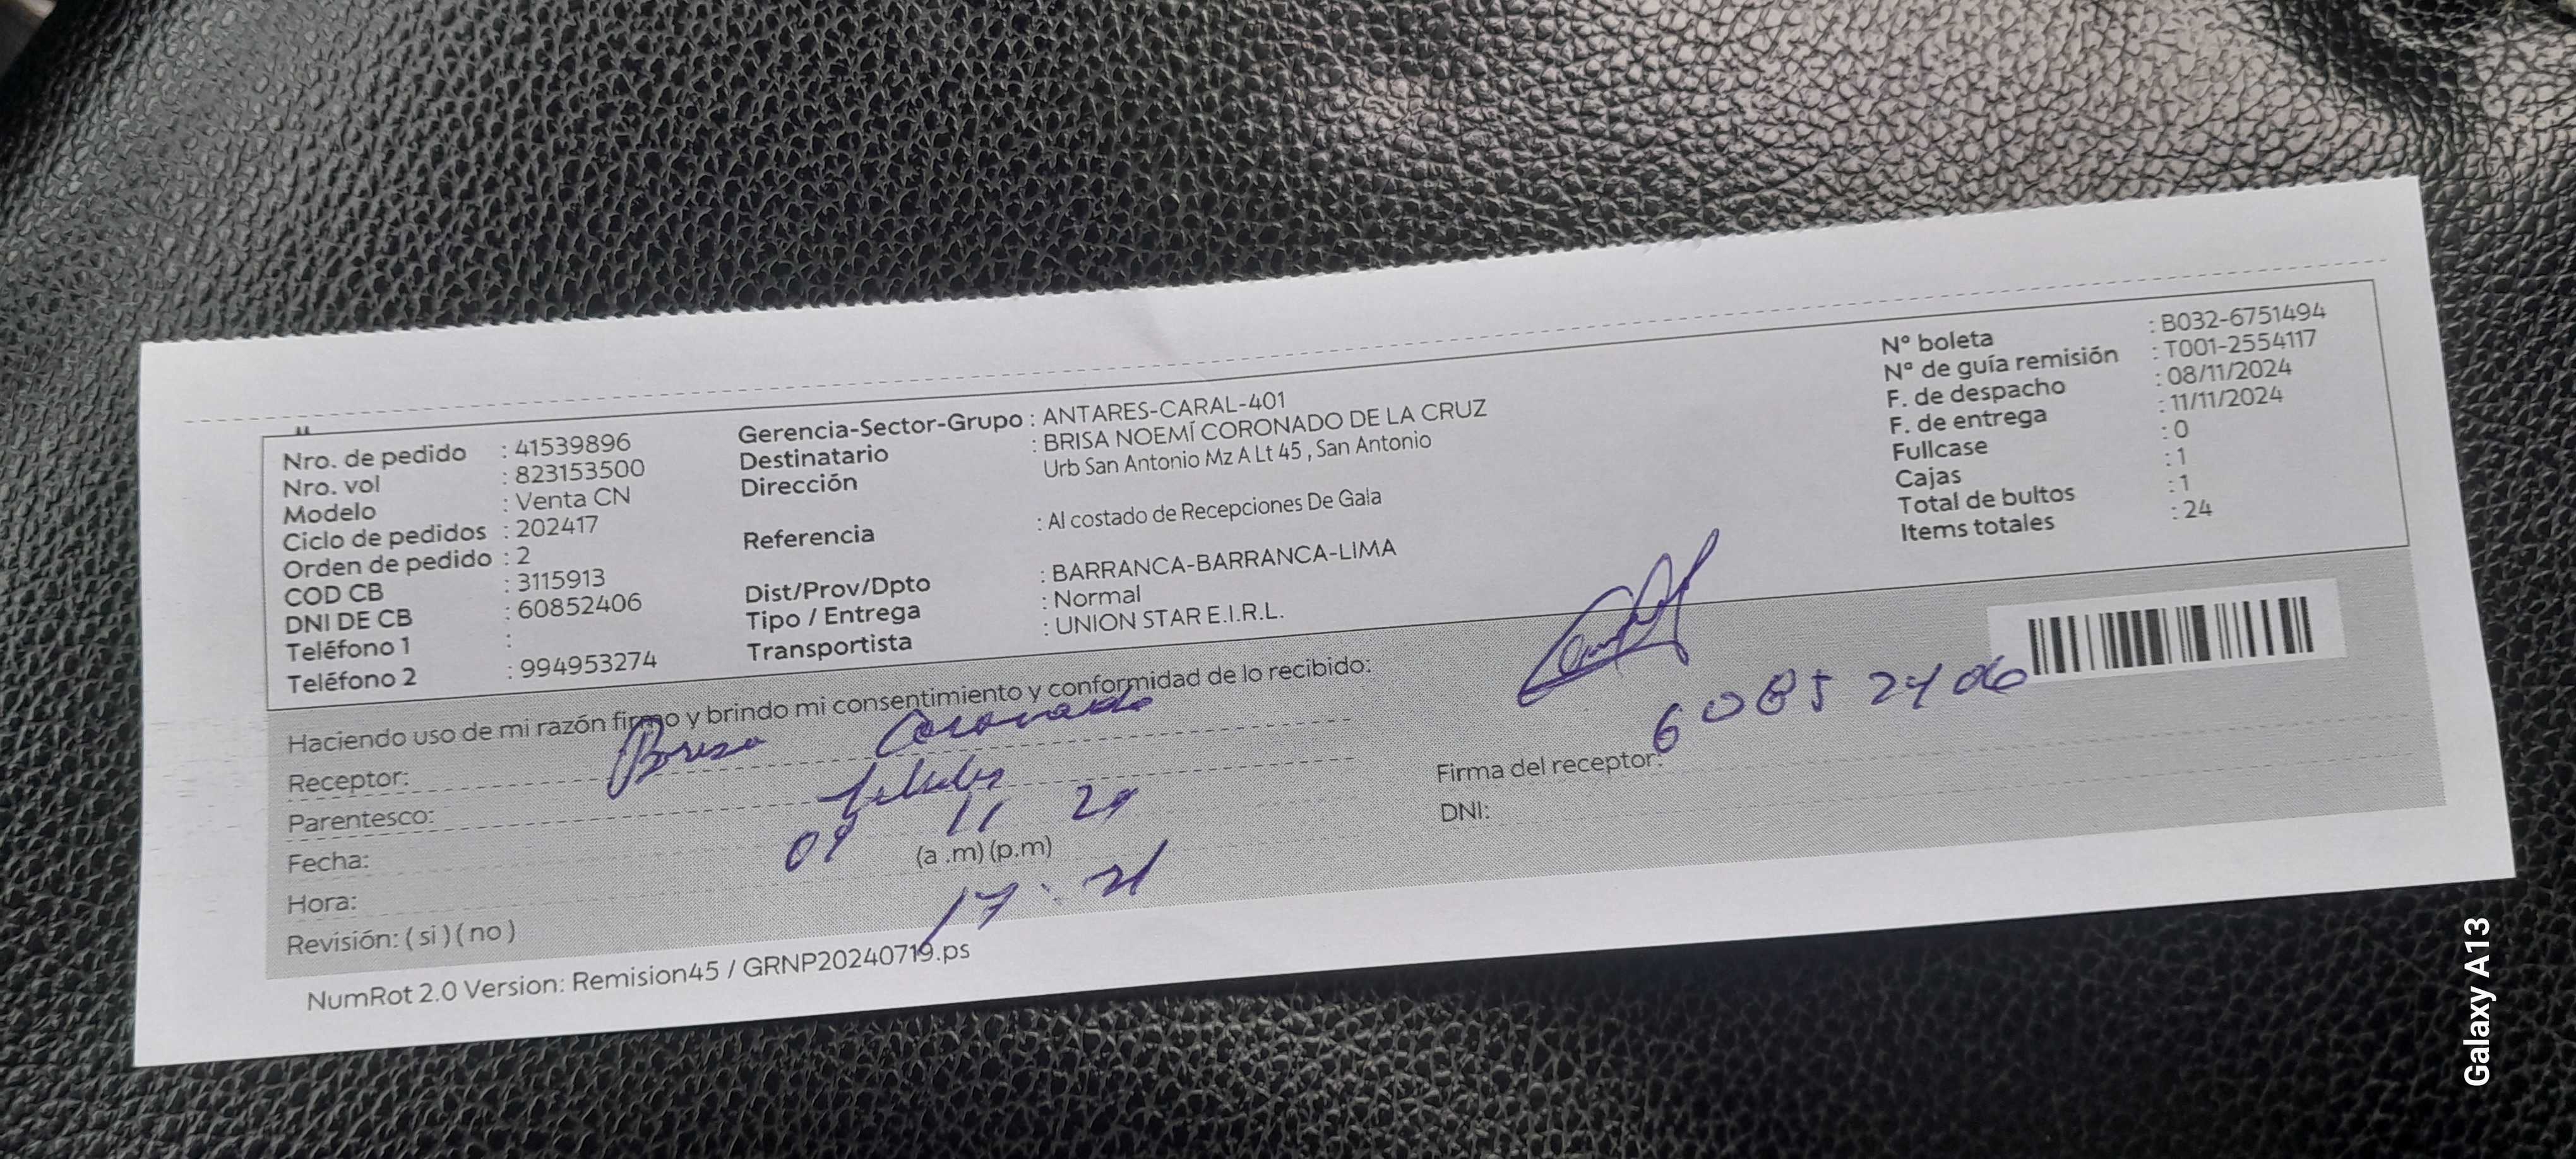 Nro. de pedido : 41539896
Nro. vol : 823153500
Modelo : Venta CN
Ciclo de pedidos : 202417
Orden de pedido : 2
COD CB : 3115913
DNI DE CB : 60852406
Teléfono 1 :
Teléfono 2 : 994953274
Gerencia-Sector-Grupo : ANTARES-CARAL-401
Destinatario : BRISA NOEMÍ CORONADO DE LA CRUZ
Dirección Urb San Antonio Mz A Lt 45 , San Antonio
Referencia : Al costado de Recepciones De Gala
Dist/Prov/Dpto : BARRANCA-BARRANCA-LIMA
Tipo / Entrega : Normal
Transportista : UNION STAR E.I.R.L.
N° boleta : B032-6751494
N° de guía remisión : T001-2554117
F. de despacho : 08/11/2024
F. de entrega : 11/11/2024
Fullcase : 0
Cajas : 1
Total de bultos : 1
Items totales : 24
Haciendo uso de mi razón firmo y brindo mi consentimiento y conformidad de lo recibido:
Receptor: Brisa Coronado
Parentesco:
Fecha: 09 11 24
Hora: (a .m) (p.m)
17:21
Revisión: ( si ) ( no )
Firma del receptor:
60852406
DNI:
NumRot 2.0 Version: Remision45 / GRNP20240719.ps
Galaxy A13